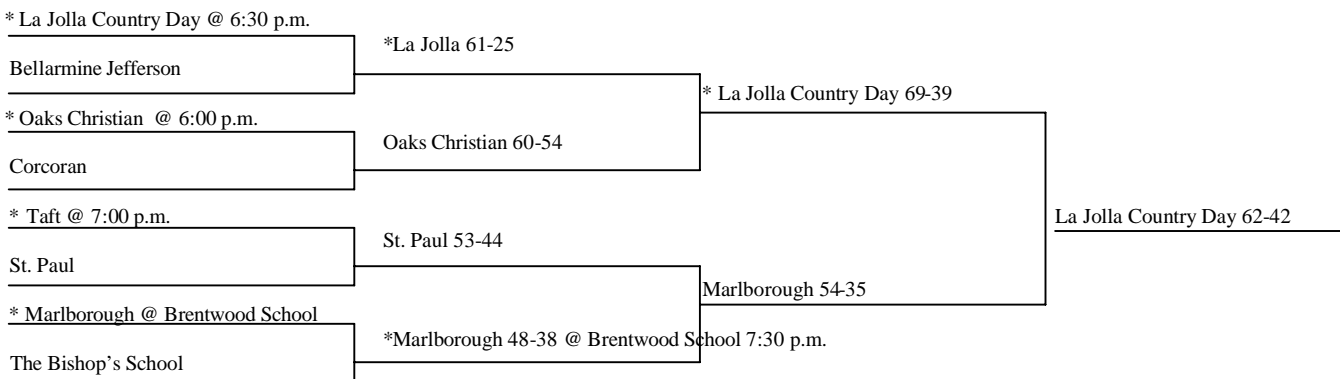 * La Jolla Country Day @ 6:30 p.m.
*La Jolla 61-25
Bellarmine Jefferson
* La Jolla Country Day 69-39
* Oaks Christian @ 6:00 p.m.
Oaks Christian 60-54
Corcoran
* Taft @ 7:00 p.m.
La Jolla Country Day 62-42
St. Paul 53-44
St. Paul
Marlborough 54-35
* Marlborough @ Brentwood School
*Marlborough 48-38 @ Brentwood School 7:30 p.m.
The Bishop’s School